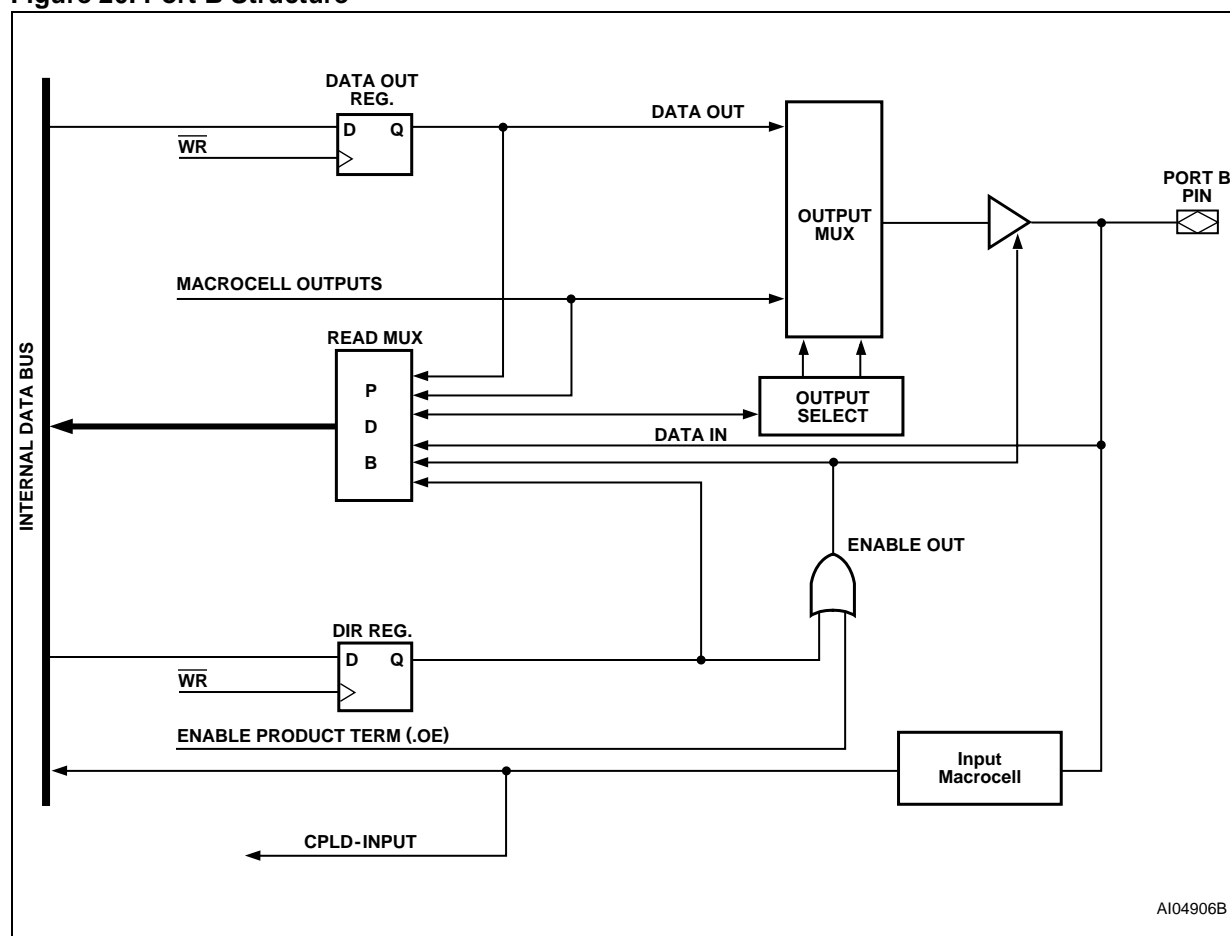 DATA OUT
REG.
D Q
WR
DATA OUT
OUTPUT
MUX
PORT B
PIN
MACROCELL OUTPUTS
READ MUX
P
D
B
OUTPUT
SELECT
DATA IN
INTERNAL DATA BUS
ENABLE OUT
DIR REG.
D Q
WR
ENABLE PRODUCT TERM (.OE)
Input
Macrocell
CPLD-INPUT
AI04906B